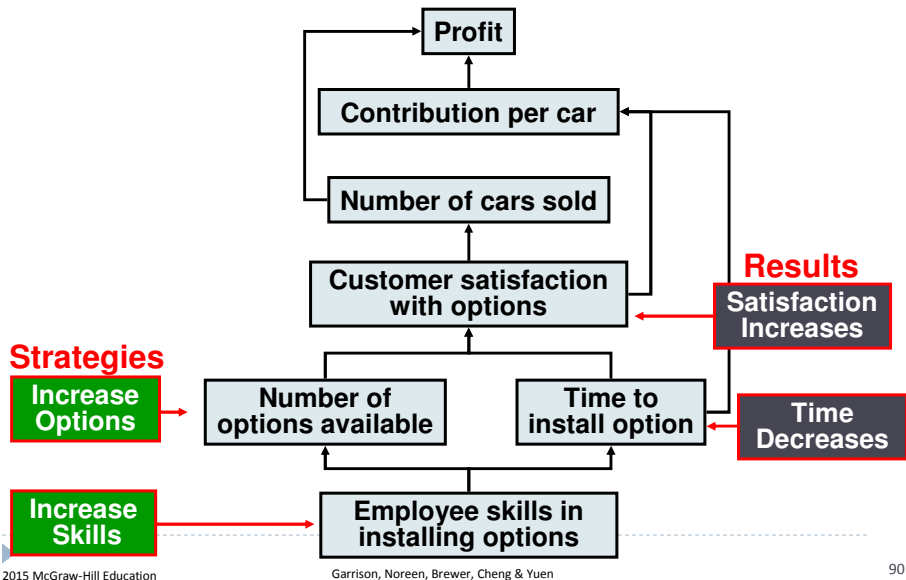 Profit
Contribution per car
Number of cars sold
Customer satisfaction
with options
Results
Satisfaction
Increases
Strategies
Increase
Options
Number of
options available
Time to
install option
Time
Decreases
Increase
Skills
Employee skills in
installing options
2015 McGraw-Hill Education
Garrison, Noreen, Brewer, Cheng & Yuen
90